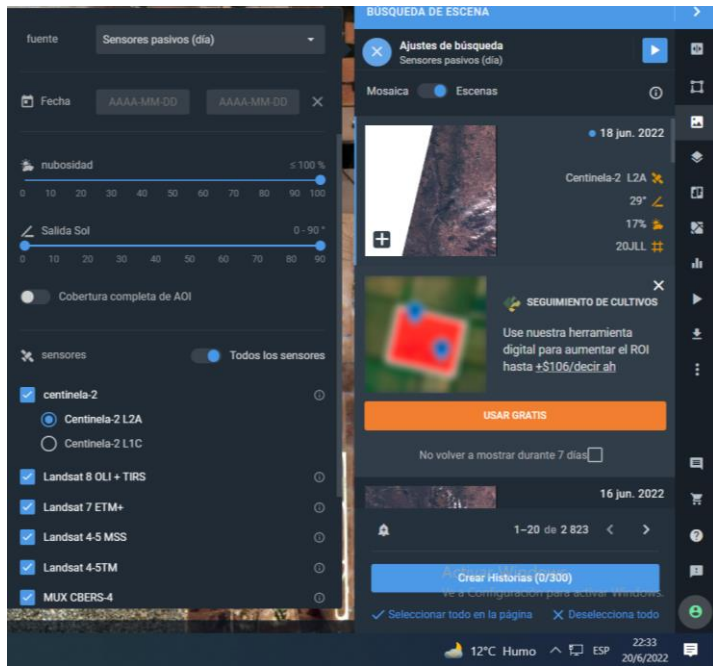 fuente
Sensores pasivos (día)
Fecha
AAAA-MM-DD
AAAA-MM-DD
nubosidad
≤ 100 %
0 10 20 30 40 50 60 70 80 90 100
Salida Sol
0 - 90 °
0 10 20 30 40 50 60 70 80 90
Cobertura completa de AOI
sensores
Todos los sensores
centinela-2
Centinela-2 L2A
Centinela-2 L1C
Landsat 8 OLI + TIRS
Landsat 7 ETM+
Landsat 4-5 MSS
Landsat 4-5TM
MUX CBERS-4
BÚSQUEDA DE ESCENA
Ajustes de búsqueda
Sensores pasivos (día)
Mosaica
Escenas
18 jun. 2022
Centinela-2 L2A
29°
17%
20JLL
SEGUIMIENTO DE CULTIVOS
Use nuestra herramienta
digital para aumentar el ROI
hasta +$106/decir ah
USAR GRATIS
No volver a mostrar durante 7 días
16 jun. 2022
1–20 de 2 823
Activar Windows
Crear Historias (0/300)
Ve a Configuración para activar Windows.
Seleccionar todo en la página
Deselecciona todo
12°C Humo
ESP
22:33
20/6/2022